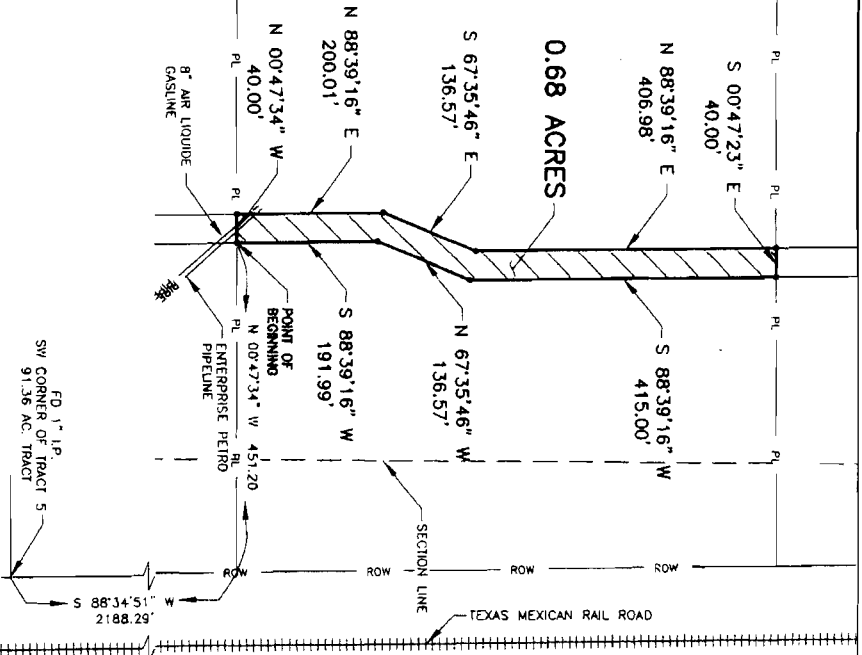 S 00°47'23" E
40.00'
N 88°39'16" E
406.98'
0.68 ACRES
S 67°35'46" E
136.57'
N 88°39'16" E
200.01'
N 00°47'34" W
40.00'
8" AIR LIQUIDE
GASLINE
PL
PL
PL
PL
PL
PL
PL
PL
S 88°39'16" W
415.00'
N 67°35'46" W
136.57'
S 88°39'16" W
191.99'
POINT OF
BEGINNING
N 00°47'34" W 451.20
ENTERPRISE PETRO
PIPELINE
SECTION LINE
ROW
ROW
ROW
ROW
TEXAS MEXICAN RAIL ROAD
S 88°34'51" W
2188.29'
FD 1" I.P.
SW CORNER OF TRACT 5
91.36 AC. TRACT